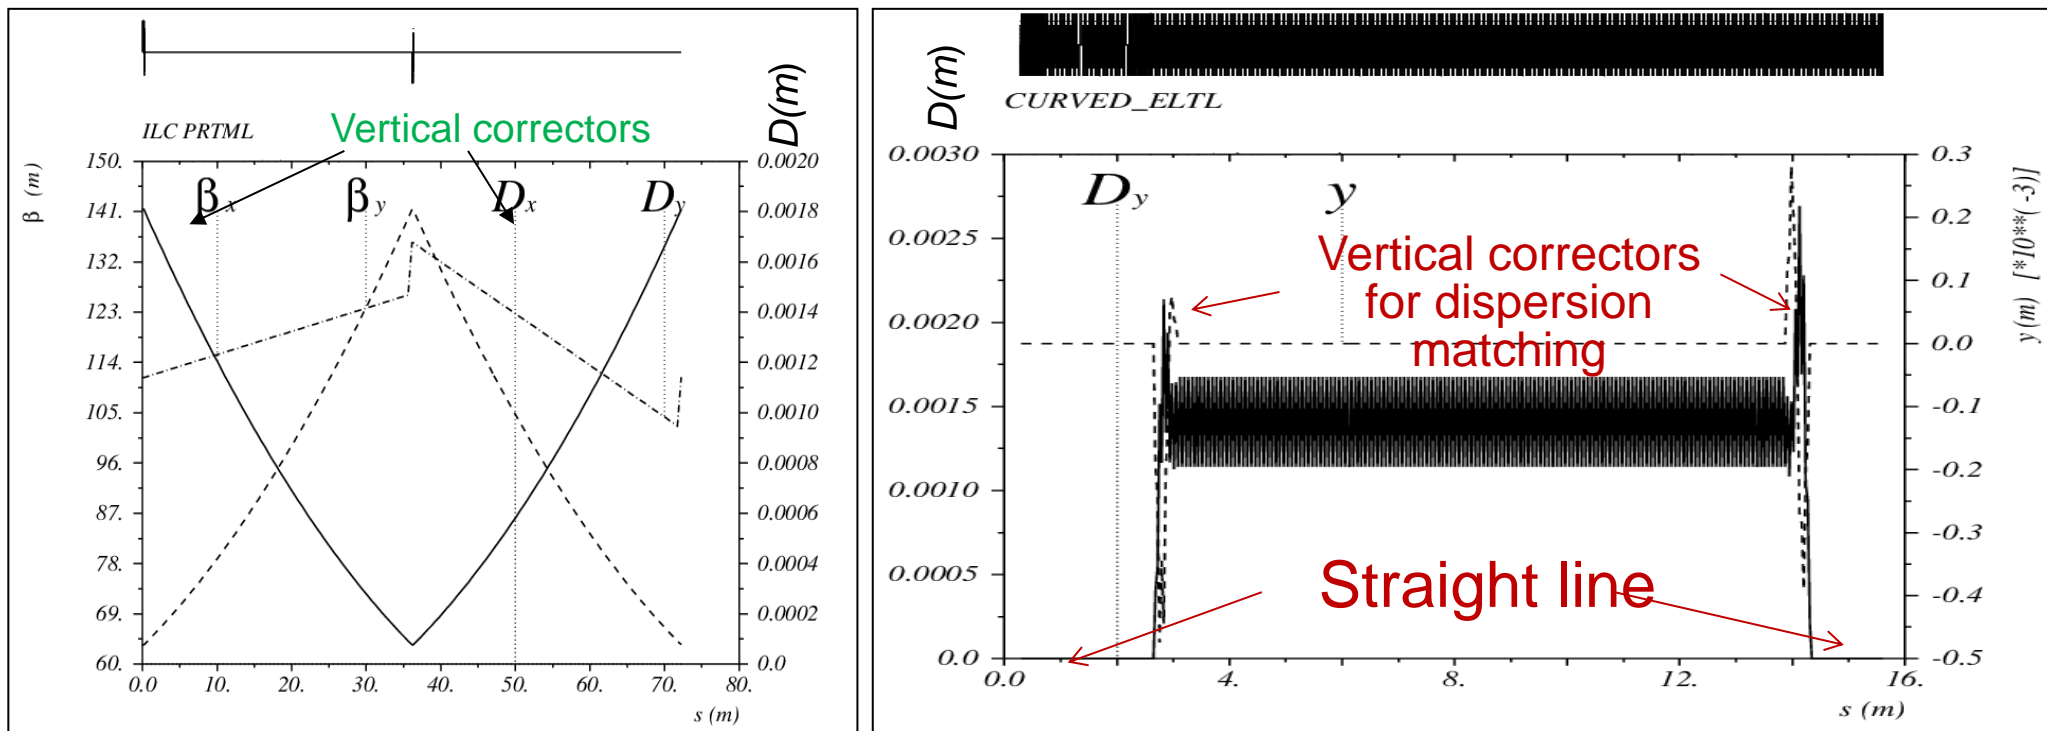 D(m)
ILC PRTML
Vertical correctors
β (m)
150.
141.
132.
123.
114.
105.
96.
87.
78.
69.
60.
βx
βy
Dx
Dy
0.0020
0.0018
0.0016
0.0014
0.0012
0.0010
0.0008
0.0006
0.0004
0.0002
0.0
0.0 10. 20. 30. 40. 50. 60. 70. 80.
s (m)
D(m)
CURVED_ELTL
0.0030
0.0025
0.0020
0.0015
0.0010
0.0005
0.0
Dy
y
Vertical correctors
for dispersion
matching
Straight line
0.3
0.2
0.1
0.0
-0.1
-0.2
-0.3
-0.4
-0.5
y (m) [*10**( -3)]
0.0 4. 8. 12. 16.
s (m)